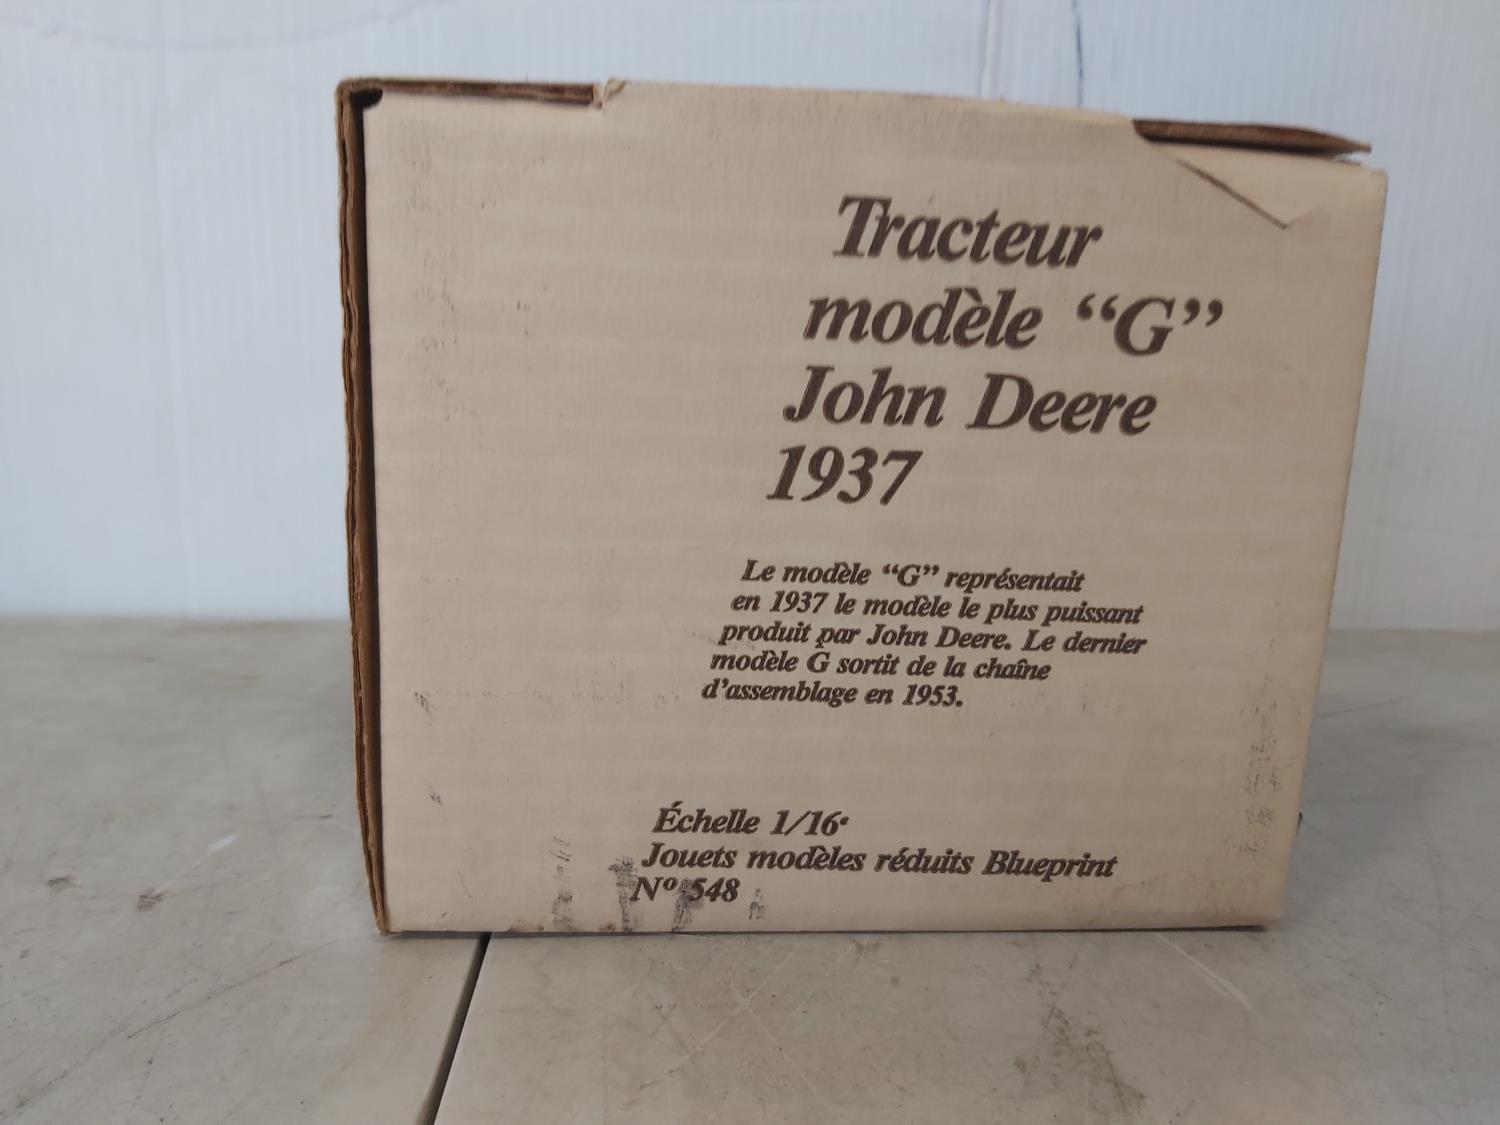 Tracteur
modèle “G”
John Deere
1937
Le modèle “G” représentait
en 1937 le modèle le plus puissant
produit par John Deere. Le dernier
modèle G sortit de la chaîne
d’assemblage en 1953.
Échelle 1/16ᵉ
Jouets modèles réduits Blueprint
Nº 548